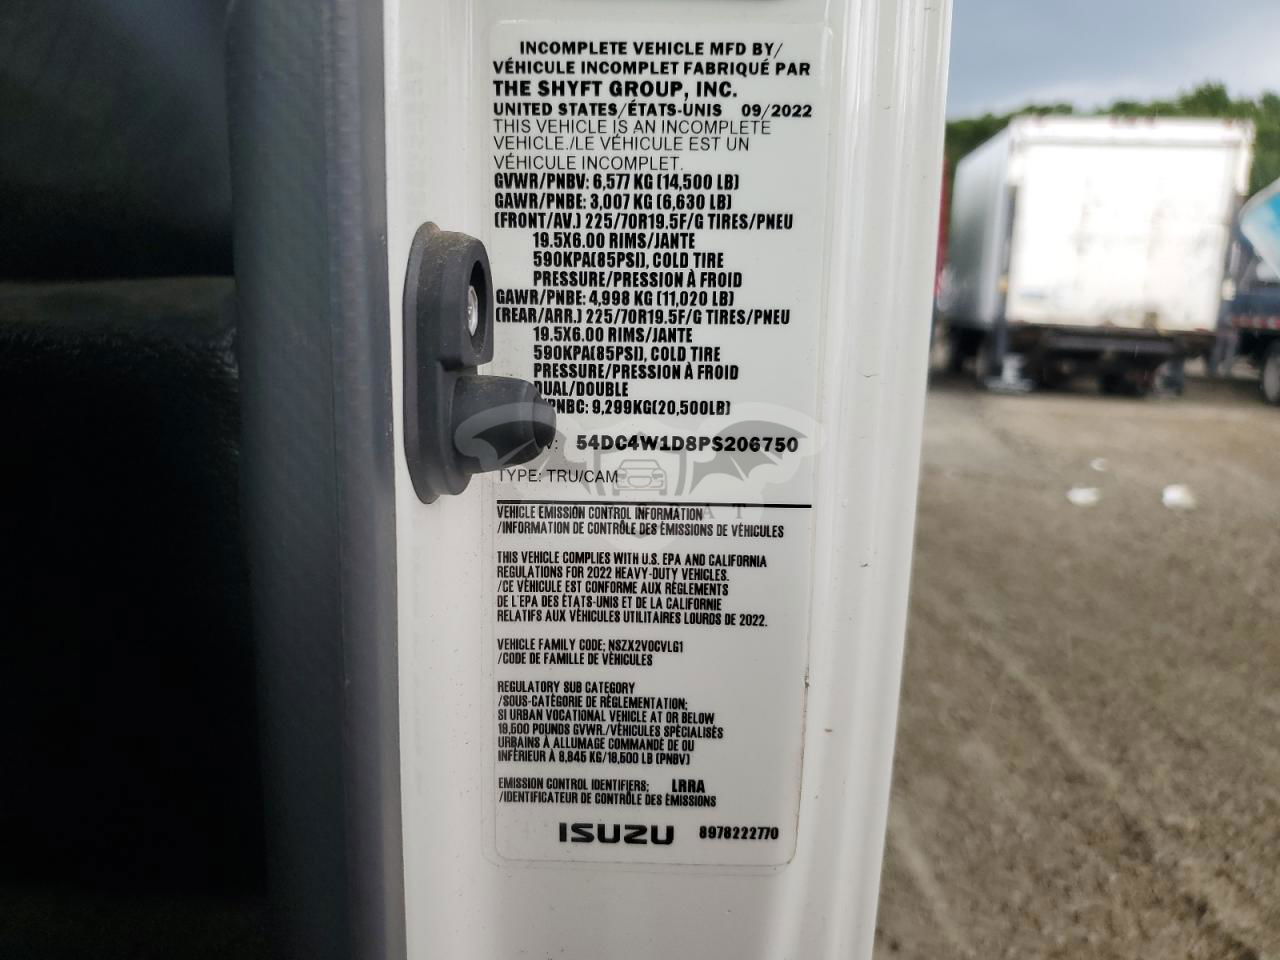 INCOMPLETE VEHICLE MFD BY/
VÉHICULE INCOMPLET FABRIQUÉ PAR
THE SHYFT GROUP, INC.
UNITED STATES/ÉTATS-UNIS 09/2022
THIS VEHICLE IS AN INCOMPLETE
VEHICLE./LE VÉHICULE EST UN
VÉHICULE INCOMPLET.
GVWR/PNBV: 6,577 KG (14,500 LB)
GAWR/PNBE: 3,007 KG (6,630 LB)
(FRONT/AV.) 225/70R19.5F/G TIRES/PNEU
19.5X6.00 RIMS/JANTE
590KPA(85PSI), COLD TIRE
PRESSURE/PRESSION À FROID
GAWR/PNBE: 4,998 KG (11,020 LB)
(REAR/ARR.) 225/70R19.5F/G TIRES/PNEU
19.5X6.00 RIMS/JANTE
590KPA(85PSI), COLD TIRE
PRESSURE/PRESSION À FROID
DUAL/DOUBLE
PNBC: 9,299KG(20,500LB)
54DC4W1D8PS206750
TYPE: TRU/CAM
VEHICLE EMISSION CONTROL INFORMATION
/INFORMATION DE CONTRÔLE DES ÉMISSIONS DE VÉHICULES
THIS VEHICLE COMPLIES WITH U.S. EPA AND CALIFORNIA
REGULATIONS FOR 2022 HEAVY-DUTY VEHICLES.
/CE VÉHICULE EST CONFORME AUX RÈGLEMENTS
DE L'EPA DES ÉTATS-UNIS ET DE LA CALIFORNIE
RELATIFS AUX VÉHICULES UTILITAIRES LOURDS DE 2022.
VEHICLE FAMILY CODE: NSZX2VOCVLG1
/CODE DE FAMILLE DE VÉHICULES
REGULATORY SUB CATEGORY
/SOUS-CATÉGORIE DE RÉGLEMENTATION:
SI URBAN VOCATIONAL VEHICLE AT OR BELOW
19,500 POUNDS GVWR./VÉHICULES SPÉCIALISÉS
URBAINS À ALLUMAGE COMMANDÉ DE OU
INFÉRIEUR À 8,845 KG/19,500 LB (PNBV)
EMISSION CONTROL IDENTIFIERS: LRRA
/IDENTIFICATEUR DE CONTRÔLE DES ÉMISSIONS
ISUZU 8978222770